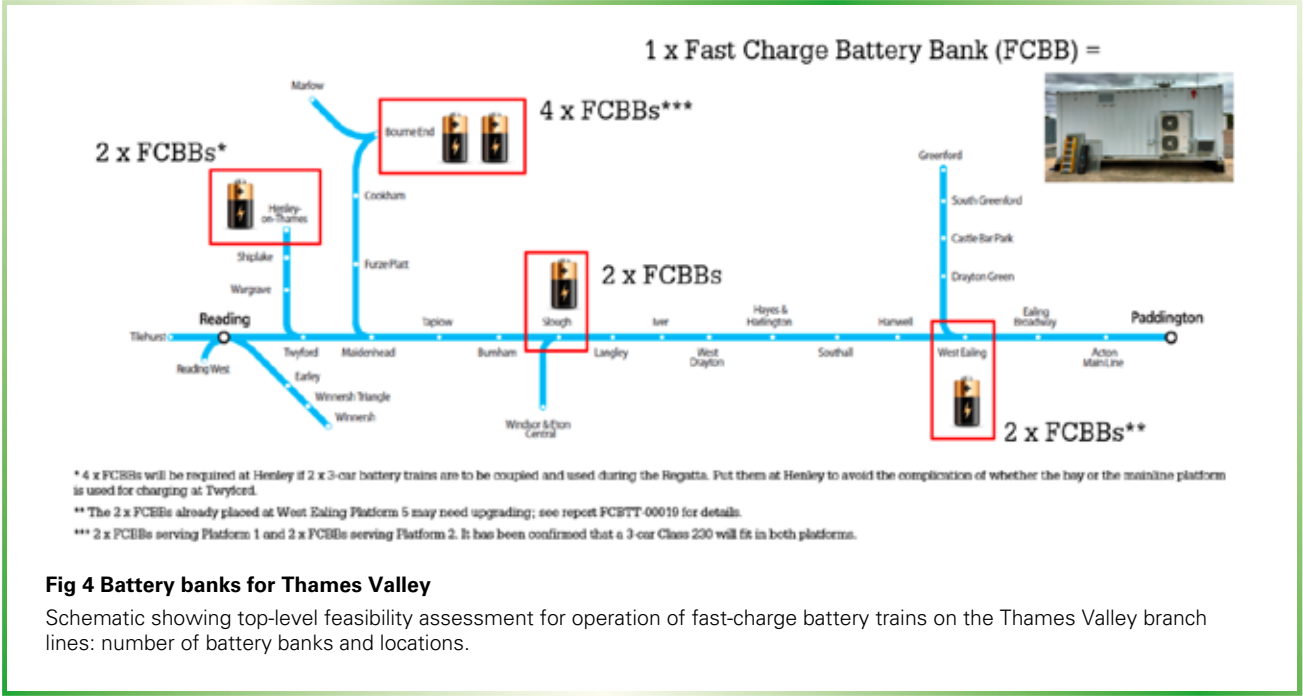 1 x Fast Charge Battery Bank (FCBB) =
Marlow
Bourne End
4 x FCBBs***
2 x FCBBs*
Greenford
Cookham
South Greenford
Henley-
on-Thames
Castle Bar Park
Shiplake
Furze Platt
2 x FCBBs
Drayton Green
Wargrave
Reading
Taplow
Slough
Iver
Hayes &
Harlington
Hanwell
Ealing
Broadway
Paddington
Tilehurst
Twyford
Maidenhead
Burnham
Langley
West
Drayton
Southall
West Ealing
Acton
Main Line
Reading West
Earley
Winnersh Triangle
Winnersh
Windsor & Eton
Central
2 x FCBBs**
* 4 x FCBBs will be required at Henley if 2 x 3-car battery trains are to be coupled and used during the Regatta. Put them at Henley to avoid the complication of whether the bay or the mainline platform
is used for charging at Twyford.
** The 2 x FCBBs already placed at West Ealing Platform 5 may need upgrading; see report FCBTT-00019 for details.
*** 2 x FCBBs serving Platform 1 and 2 x FCBBs serving Platform 2. It has been confirmed that a 3-car Class 230 will fit in both platforms.
Fig 4 Battery banks for Thames Valley
Schematic showing top-level feasibility assessment for operation of fast-charge battery trains on the Thames Valley branch
lines: number of battery banks and locations.